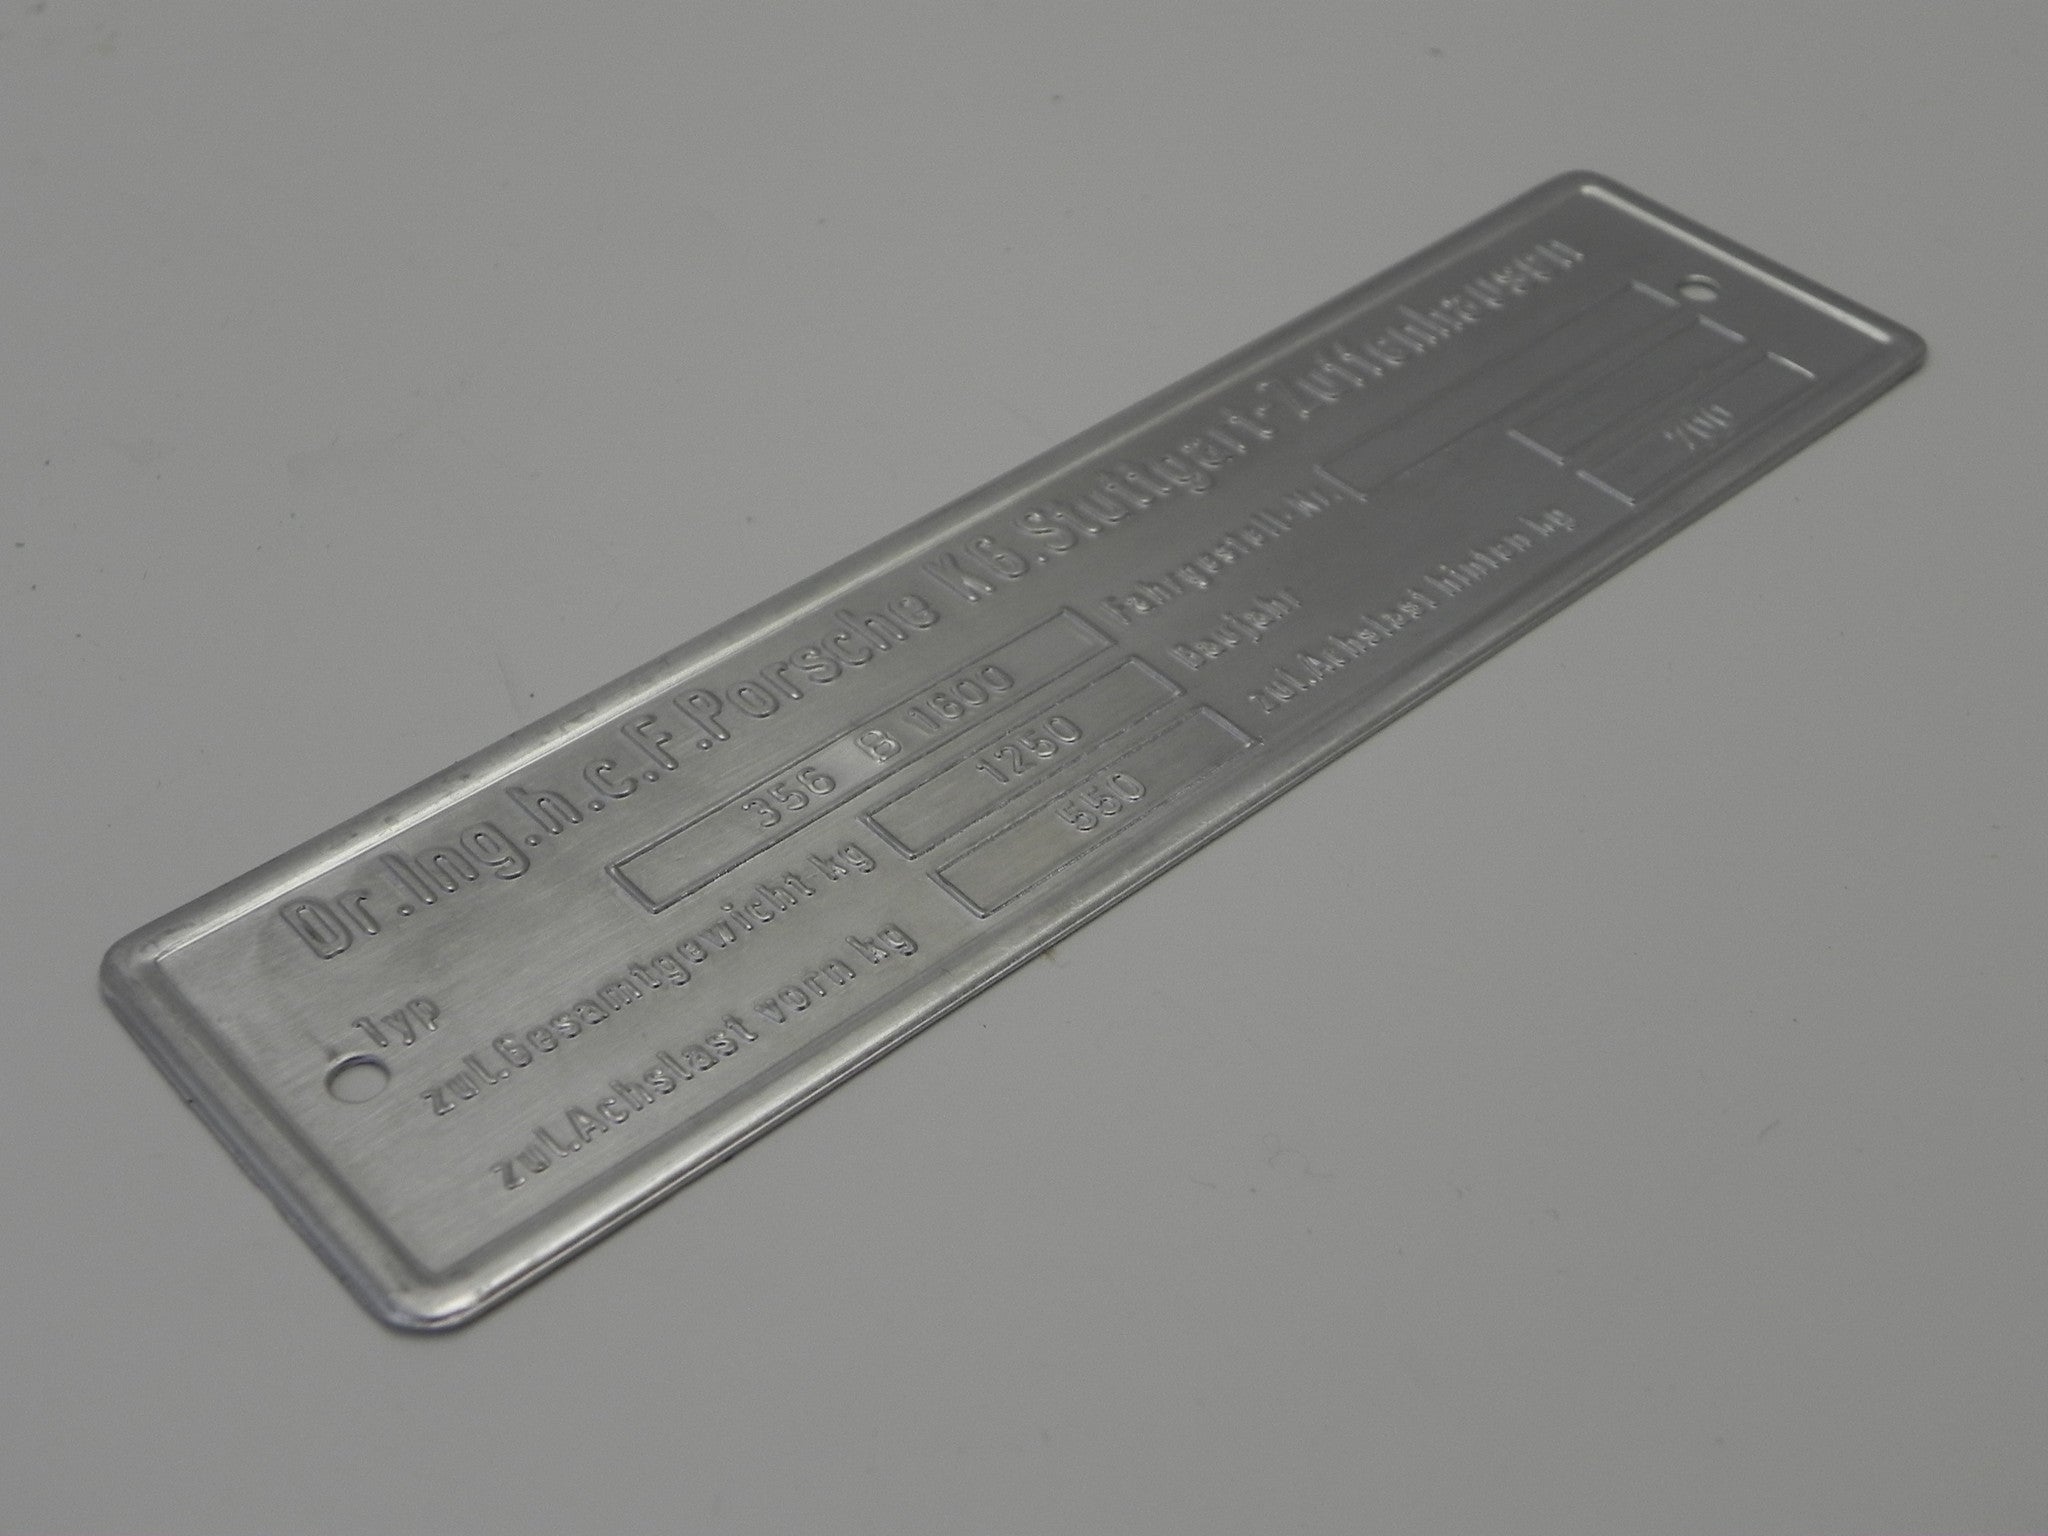 Dr.Ing.h.c.F.Porsche KG.Stuttgart-Zuffenhausen
Typ 356 B 1600 Fahrgestell-Nr.
zul.Gesamtgewicht kg 1250 Baujahr
zul.Achslast vorn kg 550 zul.Achslast hinten kg 700